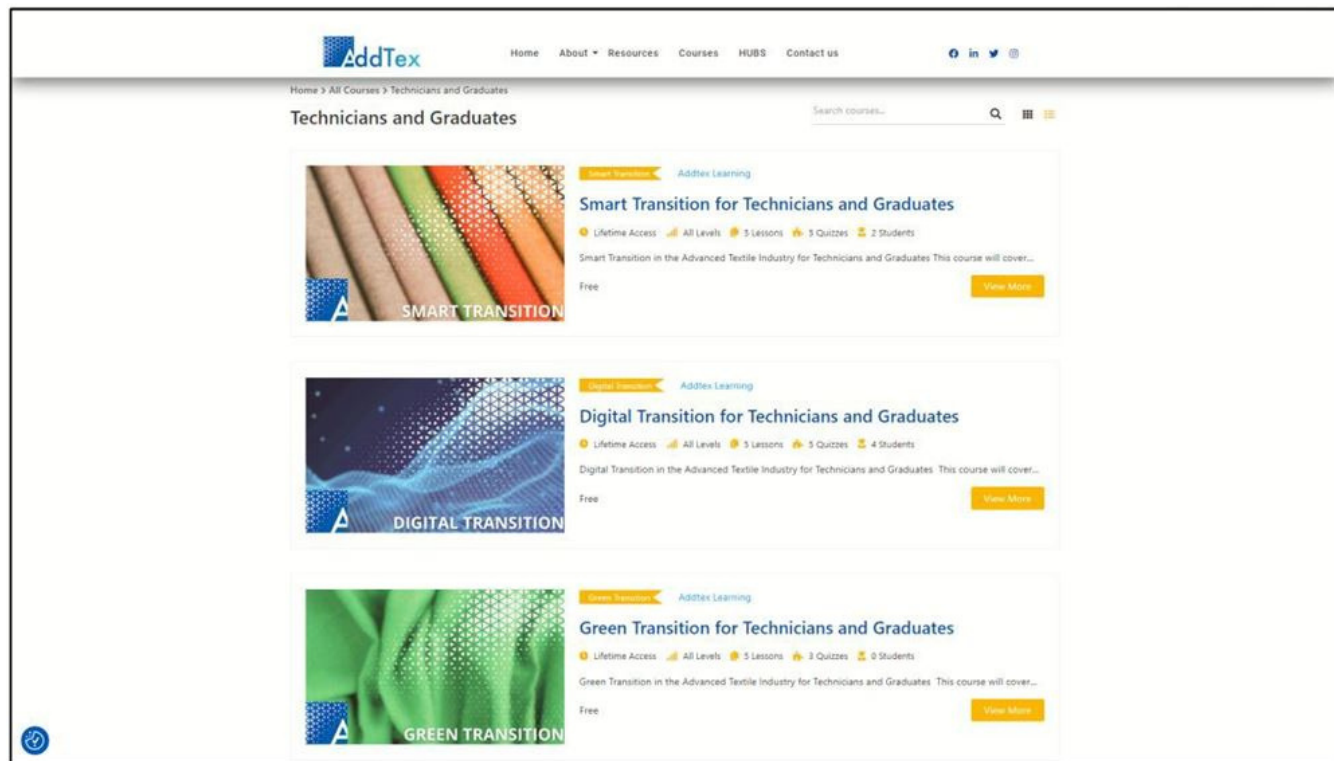 AddTex
Home About Resources Courses HUBS Contact us
Home > All Courses > Technicians and Graduates
Technicians and Graduates
Search courses...
SMART TRANSITION
Smart Transition Addtex Learning
Smart Transition for Technicians and Graduates
Lifetime Access All Levels 5 Lessons 5 Quizzes 2 Students
Smart Transition in the Advanced Textile Industry for Technicians and Graduates This course will cover...
Free View More
DIGITAL TRANSITION
Digital Transition Addtex Learning
Digital Transition for Technicians and Graduates
Lifetime Access All Levels 5 Lessons 5 Quizzes 4 Students
Digital Transition in the Advanced Textile Industry for Technicians and Graduates This course will cover...
Free View More
GREEN TRANSITION
Green Transition Addtex Learning
Green Transition for Technicians and Graduates
Lifetime Access All Levels 5 Lessons 3 Quizzes 0 Students
Green Transition in the Advanced Textile Industry for Technicians and Graduates This course will cover...
Free View More